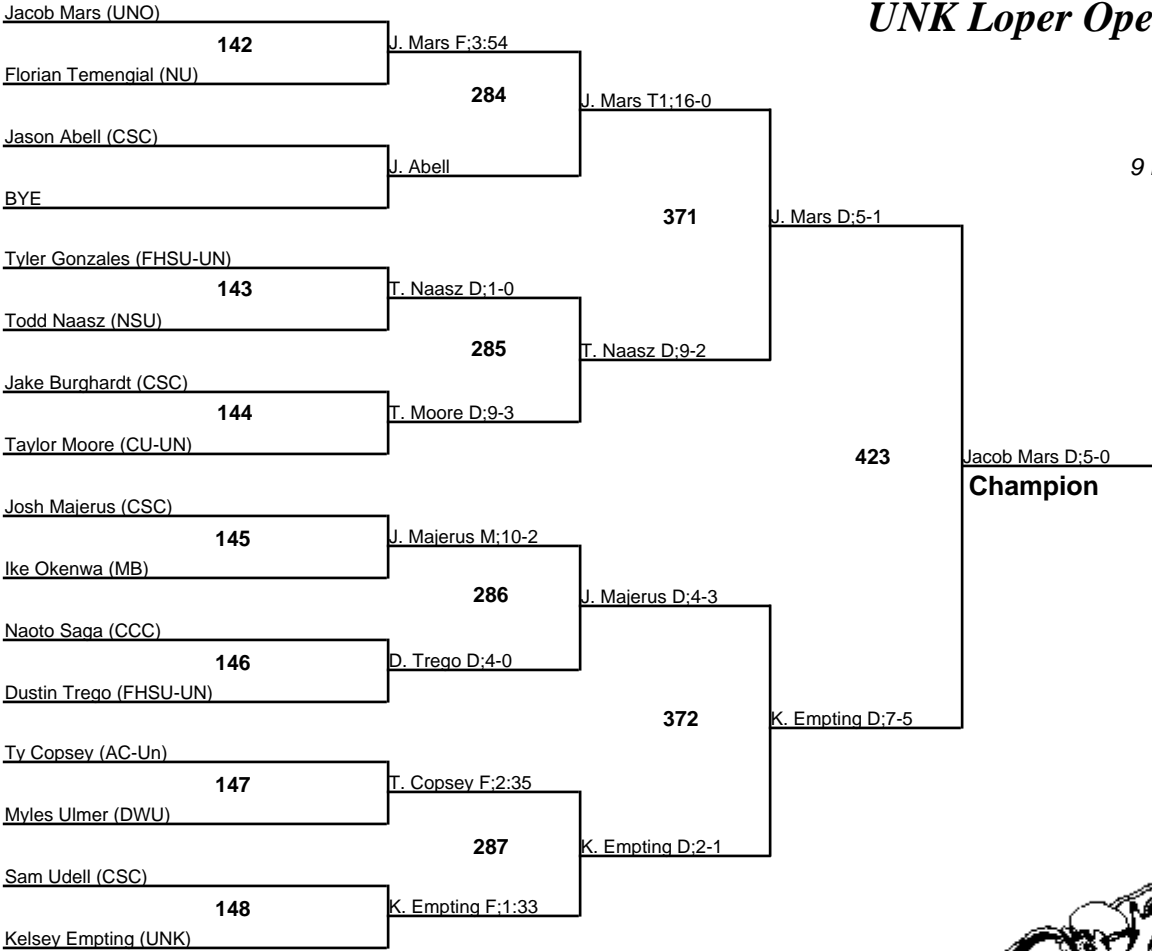 UNK Loper Ope
9
Jacob Mars (UNO)
142
Florian Temengial (NU)
J. Mars F;3:54
284
Jason Abell (CSC)
BYE
J. Abell
J. Mars T1;16-0
371
Tyler Gonzales (FHSU-UN)
143
Todd Naasz (NSU)
T. Naasz D;1-0
285
Jake Burghardt (CSC)
144
Taylor Moore (CU-UN)
T. Moore D;9-3
T. Naasz D;9-2
J. Mars D;5-1
423
Jacob Mars D;5-0
Champion
Josh Majerus (CSC)
145
Ike Okenwa (MB)
J. Majerus M;10-2
286
Naoto Saga (CCC)
146
Dustin Trego (FHSU-UN)
D. Trego D;4-0
J. Majerus D;4-3
372
Ty Copsey (AC-Un)
147
Myles Ulmer (DWU)
T. Copsey F;2:35
287
Sam Udell (CSC)
148
Kelsey Empting (UNK)
K. Empting F;1:33
K. Empting D;2-1
K. Empting D;7-5